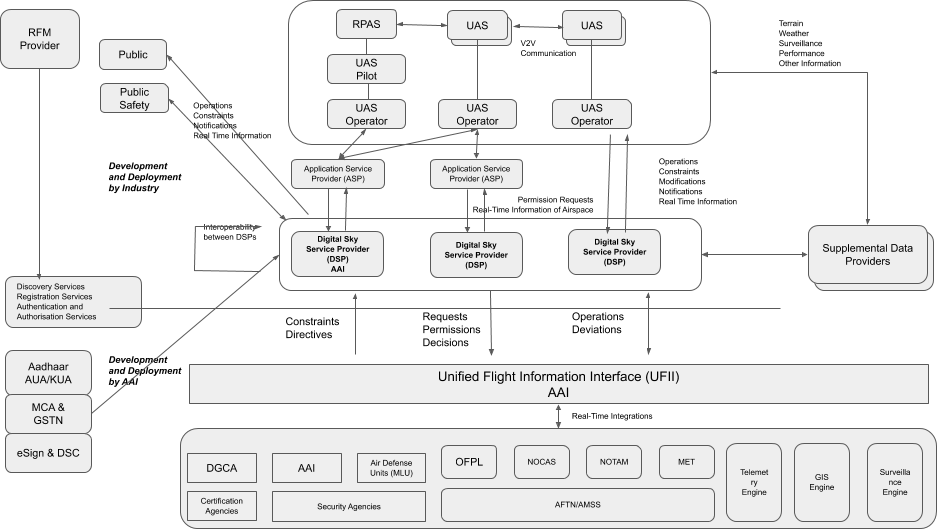 RFM
Provider
Public
Public
Safety
RPAS
UAS
UAS
V2V
Communication
UAS
Pilot
UAS
Operator
UAS
Operator
UAS
Operator
Terrain
Weather
Surveillance
Performance
Other Information
Operations
Constraints
Notifications
Real Time Information
Development
and Deployment
by Industry
Application Service
Provider (ASP)
Application Service
Provider (ASP)
Operations
Constraints
Modifications
Notifications
Real Time Information
Permission Requests
Real-Time Information of Airspace
Interoperability
between DSPs
Digital Sky
Service Provider
(DSP)
AAI
Digital Sky
Service Provider
(DSP)
Digital Sky
Service Provider
(DSP)
Supplemental Data
Providers
Discovery Services
Registration Services
Authentication and
Authorisation Services
Constraints
Directives
Requests
Permissions
Decisions
Operations
Deviations
Development
and Deployment
by AAI
Aadhaar
AUA/KUA
MCA &
GSTN
eSign & DSC
Unified Flight Information Interface (UFII)
AAI
Real-Time Integrations
DGCA
AAI
Air Defense
Units (MLU)
OFPL
NOCAS
NOTAM
MET
Telemet
ry
Engine
GIS
Engine
Surveilla
nce
Engine
Certification
Agencies
Security Agencies
AFTN/AMSS